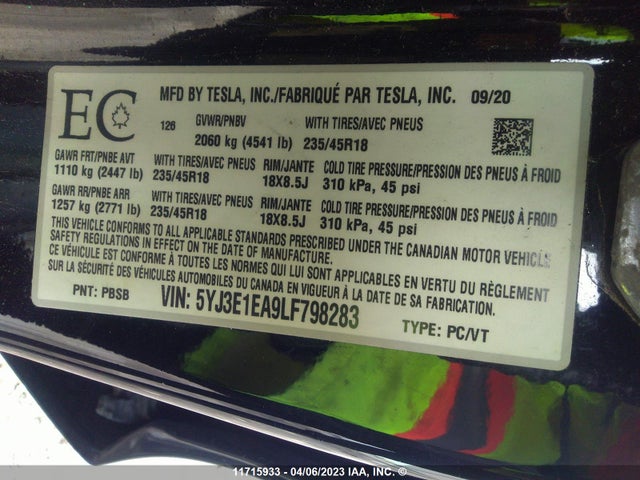 EC
MFD BY TESLA, INC./FABRIQUÉ PAR TESLA, INC. 09/20
126
GVWR/PNBV WITH TIRES/AVEC PNEUS
2060 kg (4541 lb) 235/45R18
GAWR FRT/PNBE AVT WITH TIRES/AVEC PNEUS RIM/JANTE COLD TIRE PRESSURE/PRESSION DES PNEUS À FROID
1110 kg (2447 lb) 235/45R18 18X8.5J 310 kPa, 45 psi
GAWR RR/PNBE ARR WITH TIRES/AVEC PNEUS RIM/JANTE COLD TIRE PRESSURE/PRESSION DES PNEUS À FROID
1257 kg (2771 lb) 235/45R18 18X8.5J 310 kPa, 45 psi
THIS VEHICLE CONFORMS TO ALL APPLICABLE STANDARDS PRESCRIBED UNDER THE CANADIAN MOTOR VEHICLE
SAFETY REGULATIONS IN EFFECT ON THE DATE OF MANUFACTURE.
CE VÉHICULE EST CONFORME À TOUTES LES NORMES QUI LUI SONT APPLICABLES EN VERTU DU RÈGLEMENT
SUR LA SÉCURITÉ DES VÉHICULES AUTOMOBILES DU CANADA EN VIGUEUR À LA DATE DE SA FABRICATION.
PNT: PBSB VIN: 5YJ3E1EA9LF798283 TYPE: PC/VT
11715933 - 04/06/2023 IAA, INC. ©